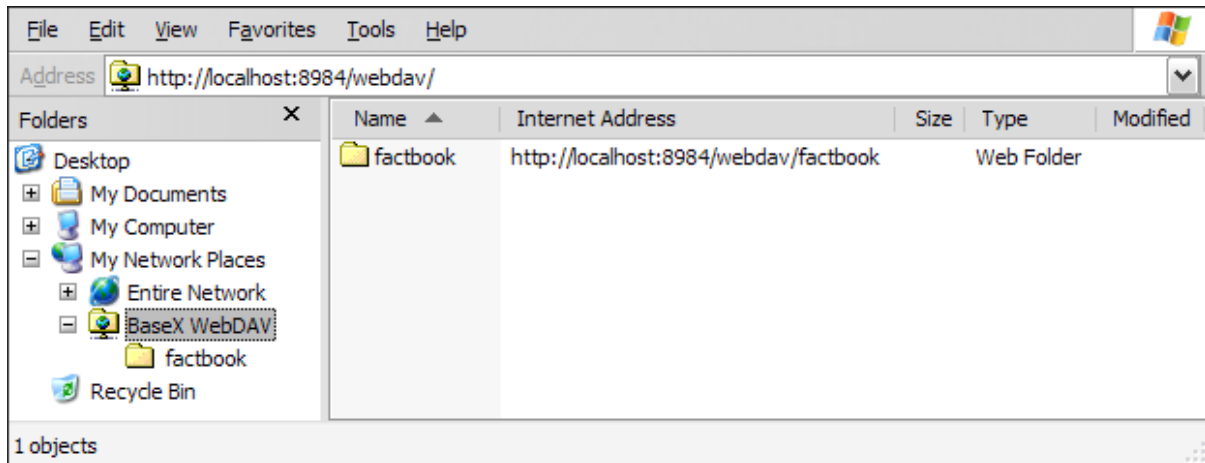 File Edit View Favorites Tools Help
Address http://localhost:8984/webdav/
Folders X
Name Internet Address Size Type Modified
Desktop
My Documents
My Computer
My Network Places
Entire Network
BaseX WebDAV
factbook
Recycle Bin
factbook http://localhost:8984/webdav/factbook Web Folder
1 objects